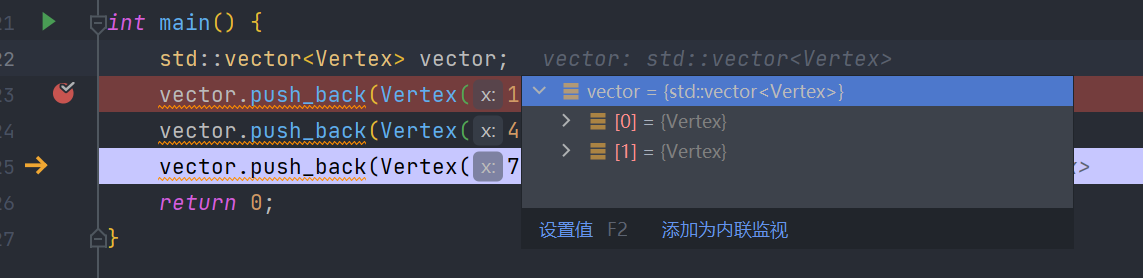 21 int main() {
22 std::vector<Vertex> vector; vector: std::vector<Vertex>
23 vector.push_back(Vertex( x: 1
vector = {std::vector<Vertex>}
24 vector.push_back(Vertex( x: 4
[0] = {Vertex}
[1] = {Vertex}
25 vector.push_back(Vertex( x: 7
26 return 0;
设置值 F2 添加为内联监视
27 }